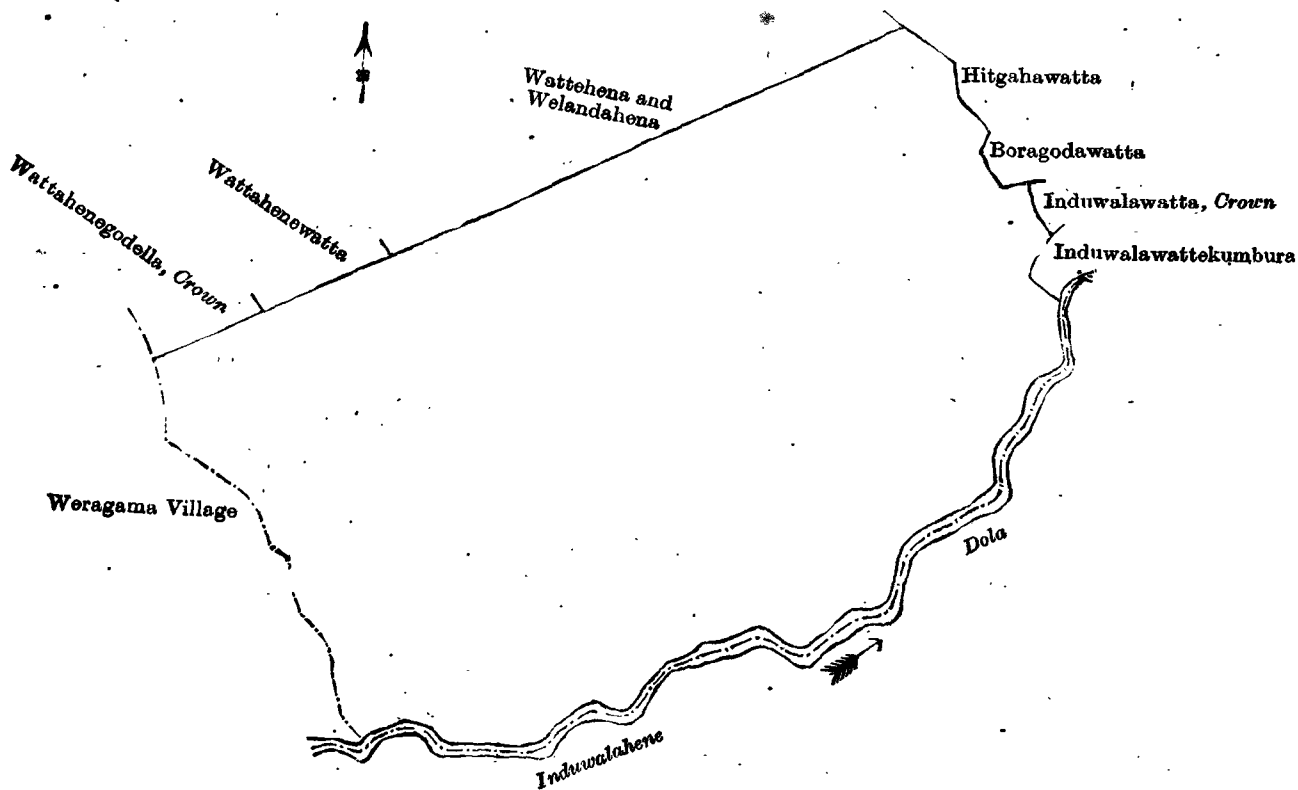 Wattehena and
Welandahena
Hitgahawatta
Boragodawatta
Wattahenewatta
Wattahenegodella, Crown
Induwalawatta, Crown
Induwalawattekumbura
Weragama Village
Dola
Induwalahene